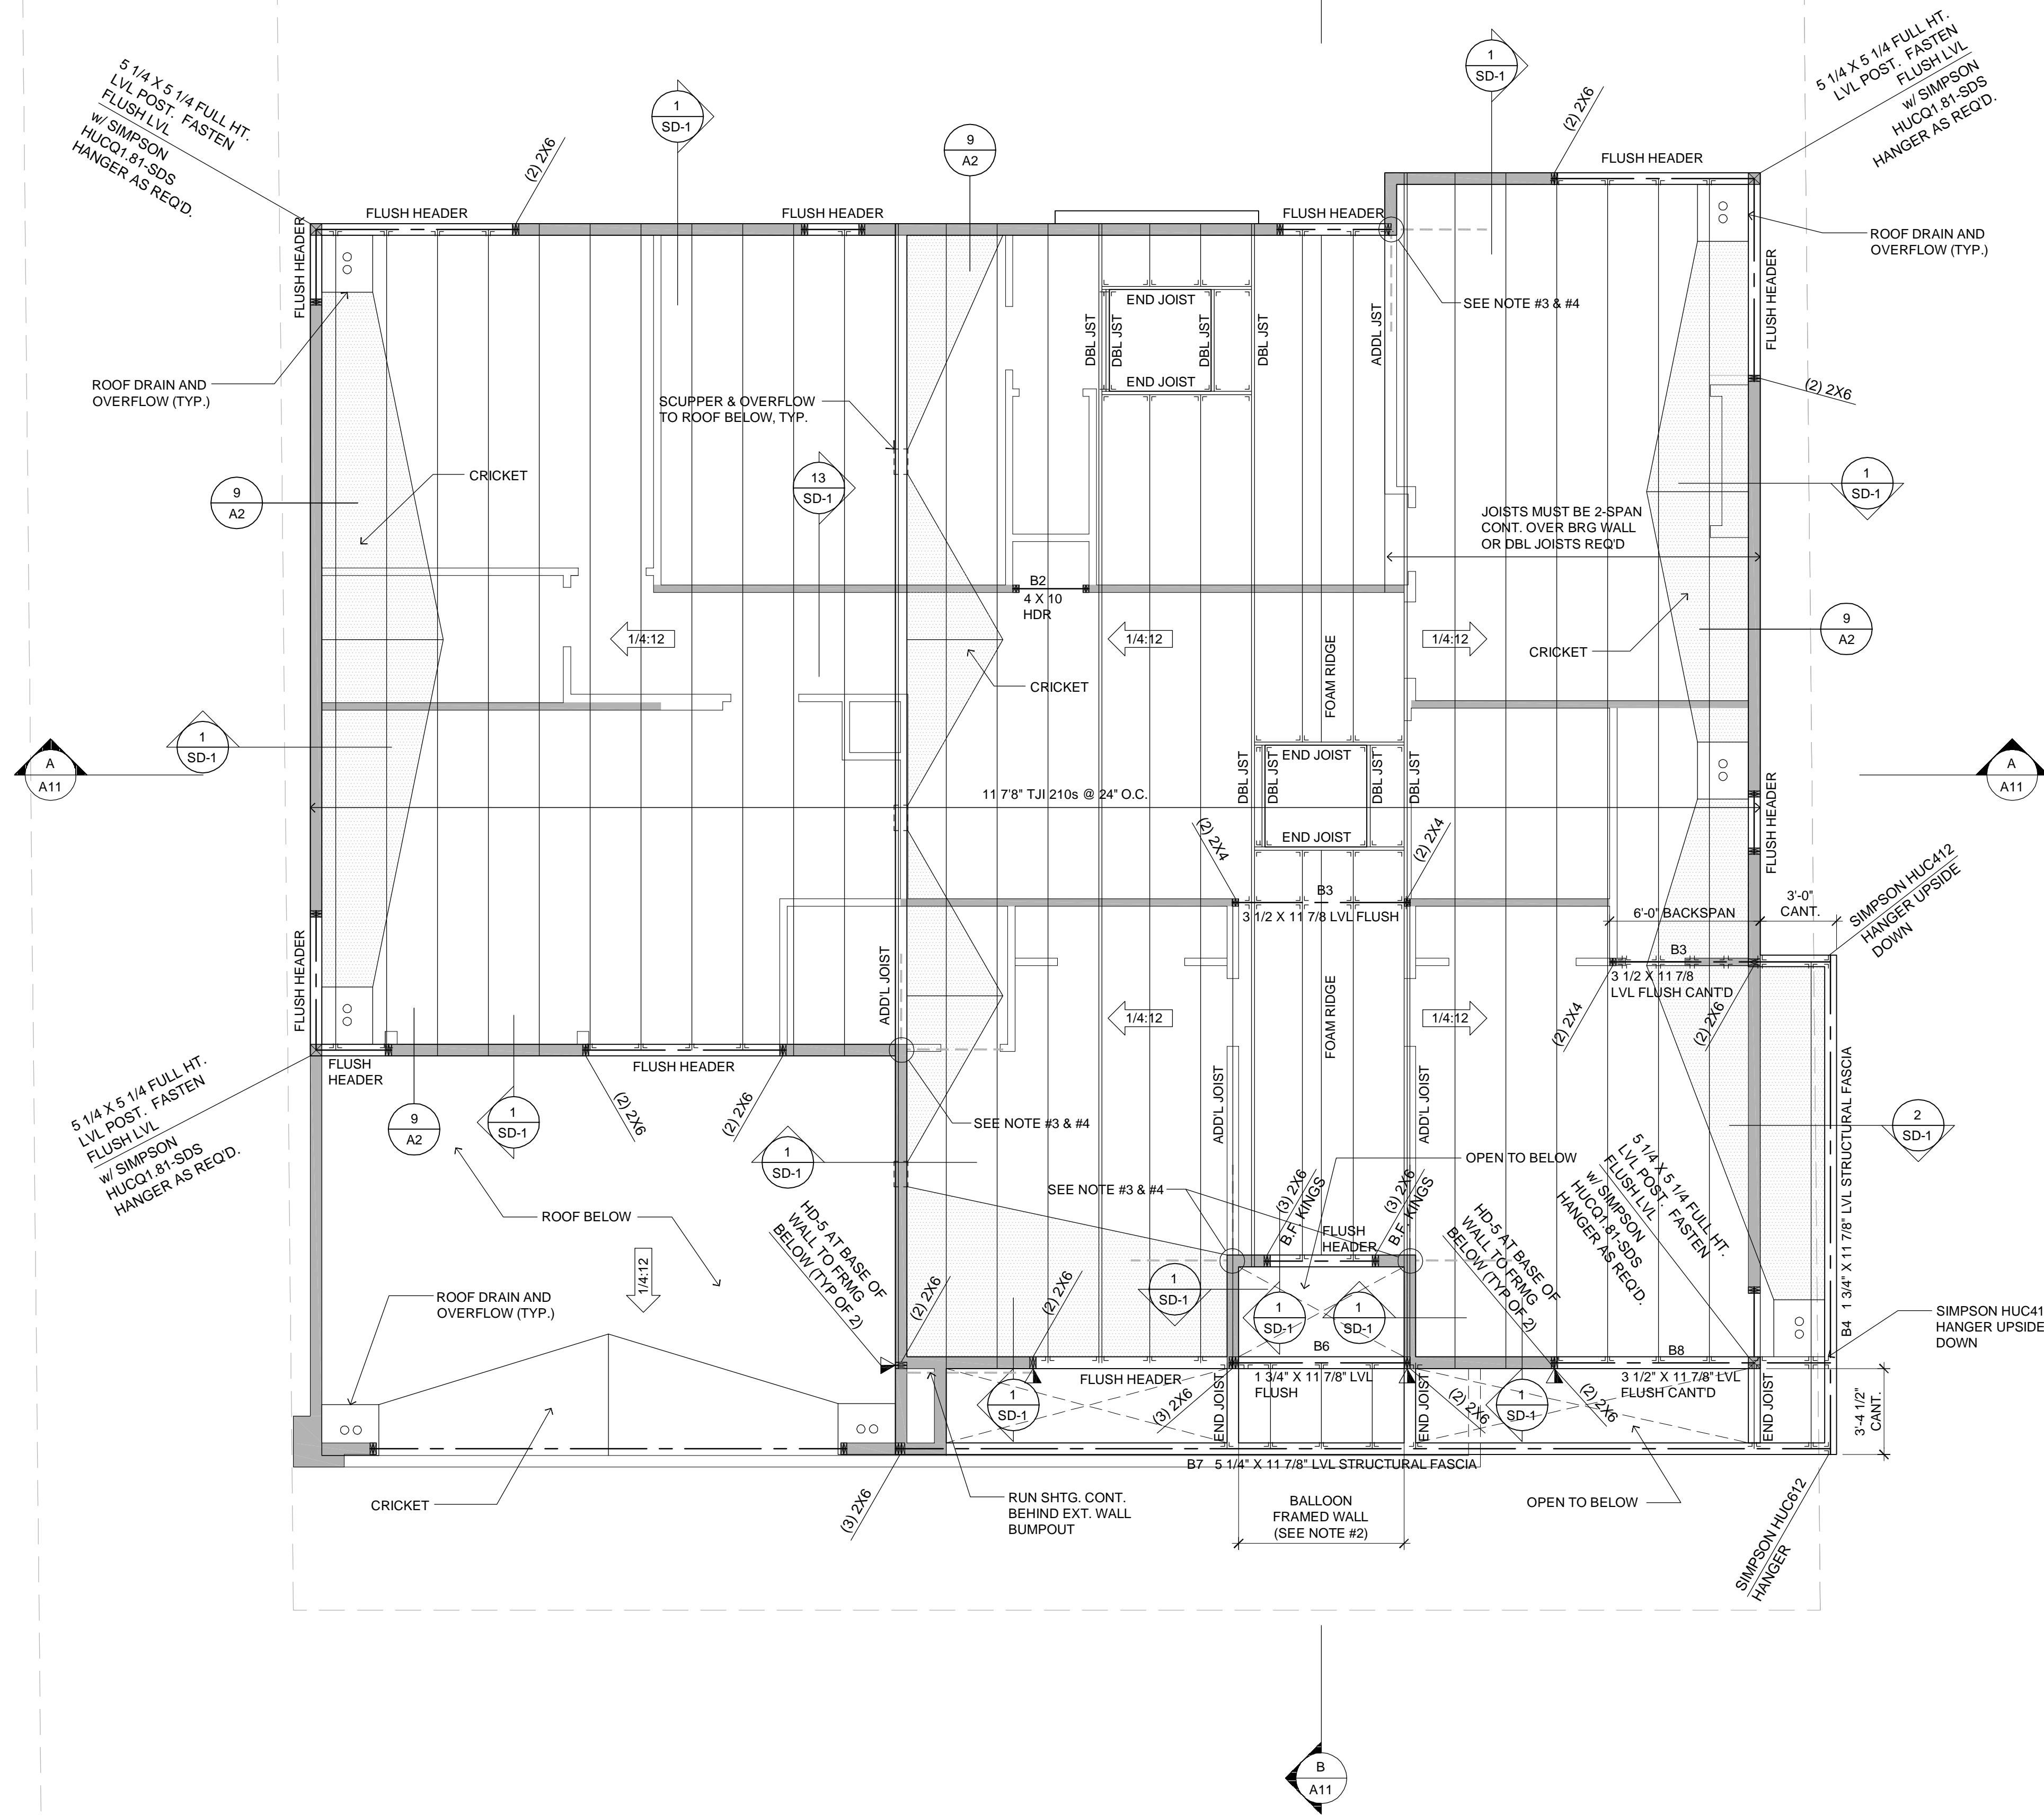 5 1/4 X 5 1/4 FULL HT.
LVL POST. FASTEN
FLUSH LVL
w/ SIMPSON
HUCQ1.81-SDS
HANGER AS REQ'D.
1
SD-1
(2) 2X6
9
A2
1
SD-1
(2) 2X6
5 1/4 X 5 1/4 FULL HT.
LVL POST. FASTEN
FLUSH LVL
w/ SIMPSON
HUCQ1.81-SDS
HANGER AS REQ'D.
FLUSH HEADER
FLUSH HEADER
FLUSH HEADER
FLUSH HEADER
FLUSH HEADER
FLUSH HEADER
ROOF DRAIN AND
OVERFLOW (TYP.)
SEE NOTE #3 & #4
END JOIST
DBL JST
DBL JST
DBL JST
DBL JST
ADDL JST
END JOIST
ROOF DRAIN AND
OVERFLOW (TYP.)
SCUPPER & OVERFLOW
TO ROOF BELOW, TYP.
(2) 2X6
CRICKET
9
A2
13
SD-1
1
SD-1
JOISTS MUST BE 2-SPAN
CONT. OVER BRG WALL
OR DBL JOISTS REQ'D
B2
4 X 10
HDR
1/4:12
1/4:12
1/4:12
9
A2
CRICKET
CRICKET
FOAM RIDGE
1
SD-1
A
A11
A
A11
END JOIST
DBL JST
DBL JST
DBL JST
DBL JST
END JOIST
FLUSH HEADER
11 7'8" TJI 210s @ 24" O.C.
(2) 2X4
(2) 2X4
B3
3 1/2 X 11 7/8 LVL FLUSH
6'-0" BACKSPAN
3'-0"
CANT.
SIMPSON HUC412
HANGER UPSIDE
DOWN
B3
3 1/2 X 11 7/8
LVL FLUSH CANT'D
(2) 2X4
(2) 2X6
FLUSH HEADER
ADD'L JOIST
1/4:12
1/4:12
FOAM RIDGE
FLUSH
HEADER
FLUSH HEADER
5 1/4 X 5 1/4 FULL HT.
LVL POST. FASTEN
FLUSH LVL
w/ SIMPSON
HUCQ1.81-SDS
HANGER AS REQ'D.
9
A2
1
SD-1
(2) 2X6
(2) 2X6
SEE NOTE #3 & #4
ADD'L JOIST
ADD'L JOIST
2
SD-1
B4 1 3/4" X 11 7/8" LVL STRUCTURAL FASCIA
1
SD-1
SEE NOTE #3 & #4
OPEN TO BELOW
(3) 2X6
B.F. KINGS
(3) 2X6
B.F. KINGS
5 1/4 X 5 1/4 FULL HT.
LVL POST. FASTEN
FLUSH LVL
w/ SIMPSON
HUCQ1.81-SDS
HANGER AS REQ'D.
ROOF BELOW
1/4:12
HD-5 AT BASE OF
WALL TO FRMG
BELOW (TYP OF 2)
FLUSH
HEADER
HD-5 AT BASE OF
WALL TO FRMG
BELOW (TYP OF 2)
1
SD-1
1
SD-1
1
SD-1
ROOF DRAIN AND
OVERFLOW (TYP.)
(2) 2X6
(2) 2X6
SIMPSON HUC41
HANGER UPSIDE
DOWN
B6
1 3/4" X 11 7/8" LVL
FLUSH
B8
3 1/2" X 11 7/8" LVL
FLUSH CANT'D
FLUSH HEADER
1
SD-1
(3) 2X6
END JOIST
END JOIST
(2) 2X6
1
SD-1
(2) 2X6
END JOIST
3'-4 1/2"
CANT.
B7 5 1/4" X 11 7/8" LVL STRUCTURAL FASCIA
CRICKET
(3) 2X6
RUN SHTG. CONT.
BEHIND EXT. WALL
BUMPOUT
BALLOON
FRAMED WALL
(SEE NOTE #2)
OPEN TO BELOW
SIMPSON HUC612
HANGER
B
A11